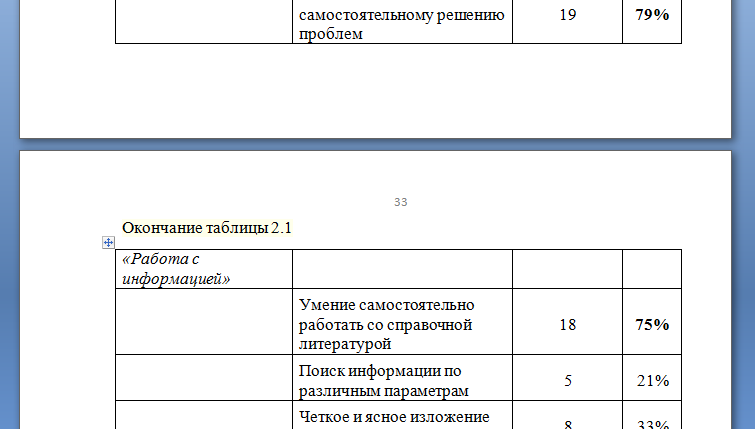 самостоятельному решению
проблем
19
79%
33
Окончание таблицы 2.1
«Работа с
информацией»
Умение самостоятельно
работать со справочной
литературой
18
75%
Поиск информации по
различным параметрам
5
21%
Четкое и ясное изложение
8
33%